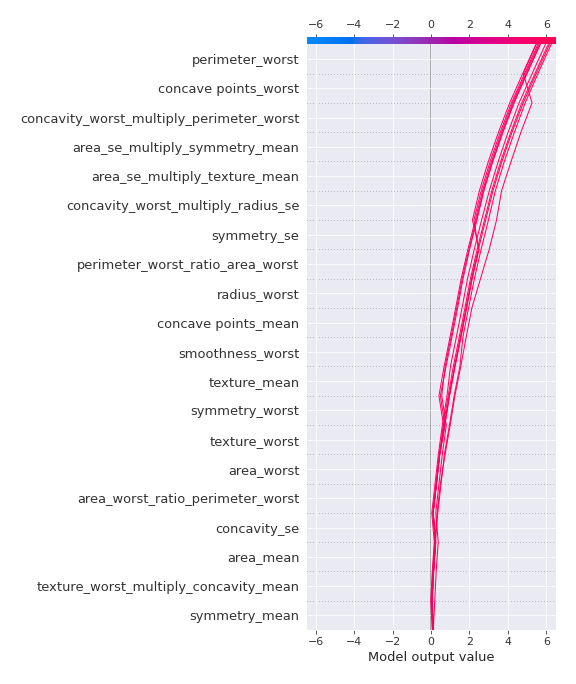 −6 −4 −2 0 2 4 6
perimeter_worst
concave points_worst
concavity_worst_multiply_perimeter_worst
area_se_multiply_symmetry_mean
area_se_multiply_texture_mean
concavity_worst_multiply_radius_se
symmetry_se
perimeter_worst_ratio_area_worst
radius_worst
concave points_mean
smoothness_worst
texture_mean
symmetry_worst
texture_worst
area_worst
area_worst_ratio_perimeter_worst
concavity_se
area_mean
texture_worst_multiply_concavity_mean
symmetry_mean
−6 −4 −2 0 2 4 6
Model output value